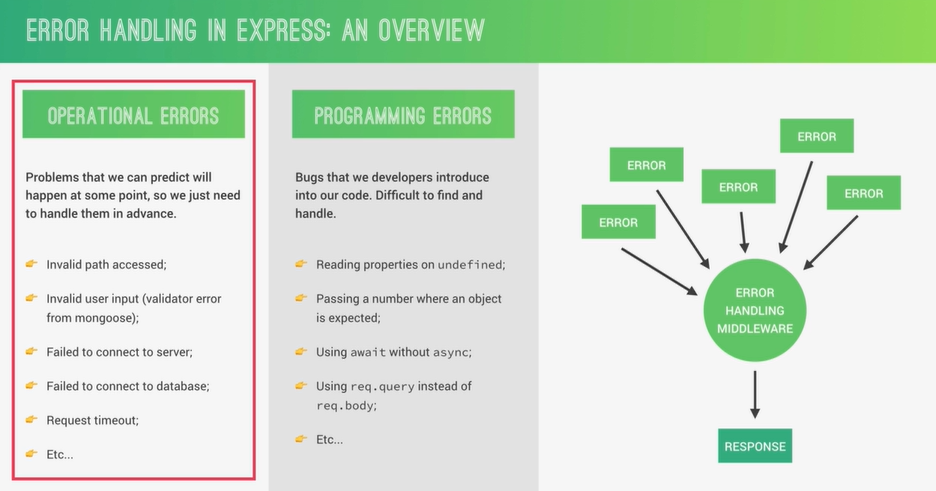 ERROR HANDLING IN EXPRESS: AN OVERVIEW
OPERATIONAL ERRORS
Problems that we can predict will
happen at some point, so we just need
to handle them in advance.
Invalid path accessed;
Invalid user input (validator error
from mongoose);
Failed to connect to server;
Failed to connect to database;
Request timeout;
Etc...
PROGRAMMING ERRORS
Bugs that we developers introduce
into our code. Difficult to find and
handle.
Reading properties on undefined;
Passing a number where an object
is expected;
Using await without async;
Using req.query instead of
req.body;
Etc...
ERROR
ERROR
ERROR
ERROR
ERROR
ERROR
HANDLING
MIDDLEWARE
RESPONSE